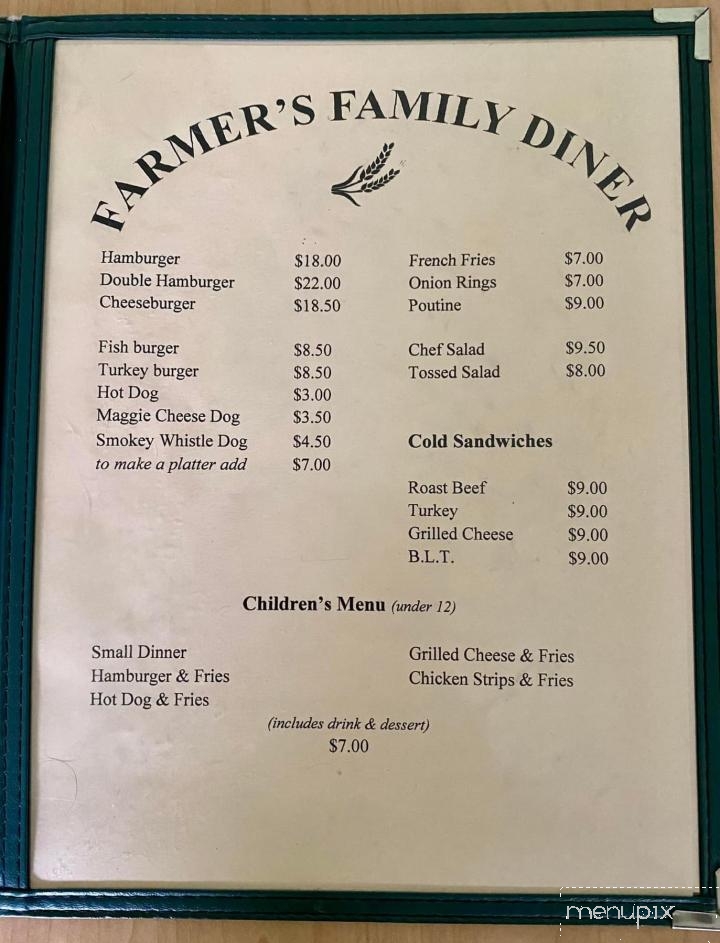 FARMER'S FAMILY DINER
Hamburger $18.00
Double Hamburger $22.00
Cheeseburger $18.50
Fish burger $8.50
Turkey burger $8.50
Hot Dog $3.00
Maggie Cheese Dog $3.50
Smokey Whistle Dog $4.50
to make a platter add $7.00
French Fries $7.00
Onion Rings $7.00
Poutine $9.00
Chef Salad $9.50
Tossed Salad $8.00
Cold Sandwiches
Roast Beef $9.00
Turkey $9.00
Grilled Cheese $9.00
B.L.T. $9.00
Children's Menu (under 12)
Small Dinner
Hamburger & Fries
Hot Dog & Fries
Grilled Cheese & Fries
Chicken Strips & Fries
(includes drink & dessert)
$7.00
menupix